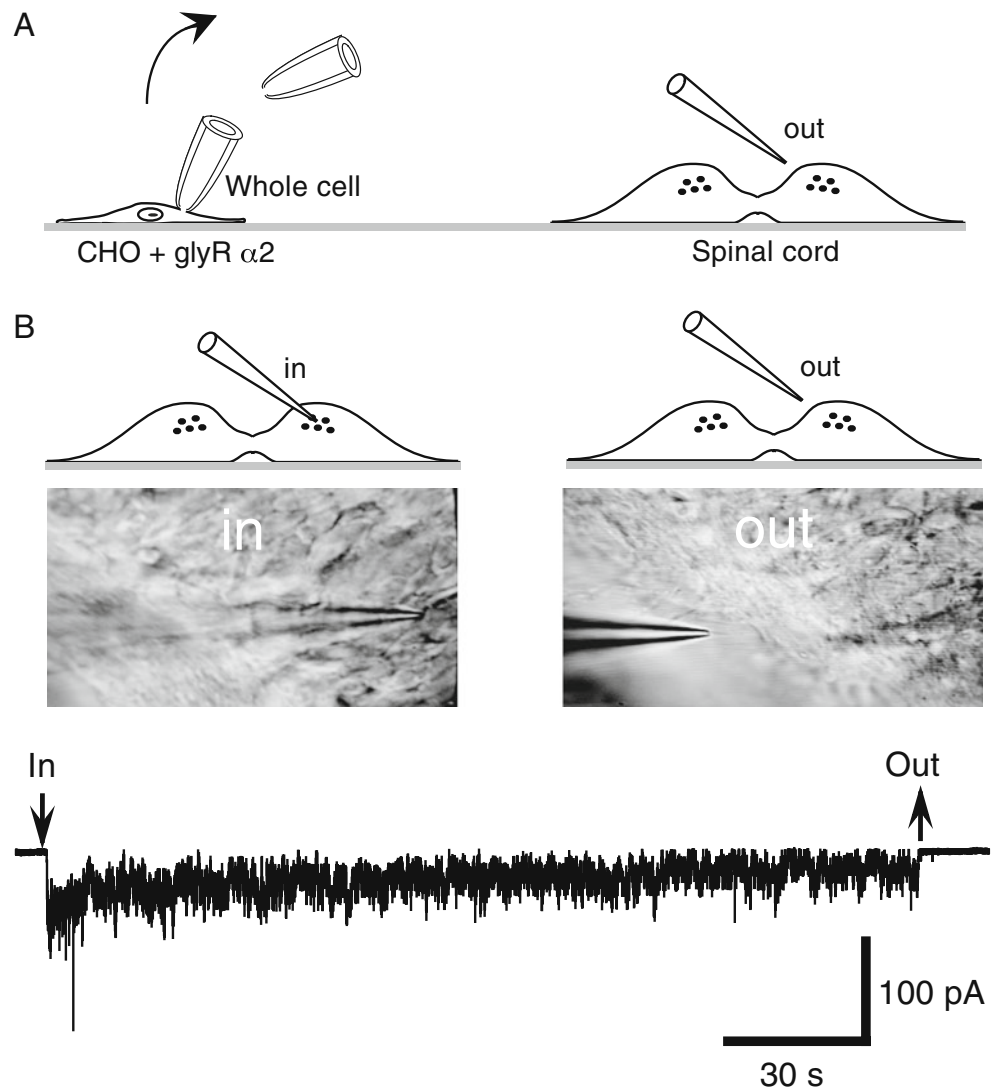 A
out
Whole cell
CHO + glyR α2
Spinal cord
B
in
out
in
out
In
Out
100 pA
30 s